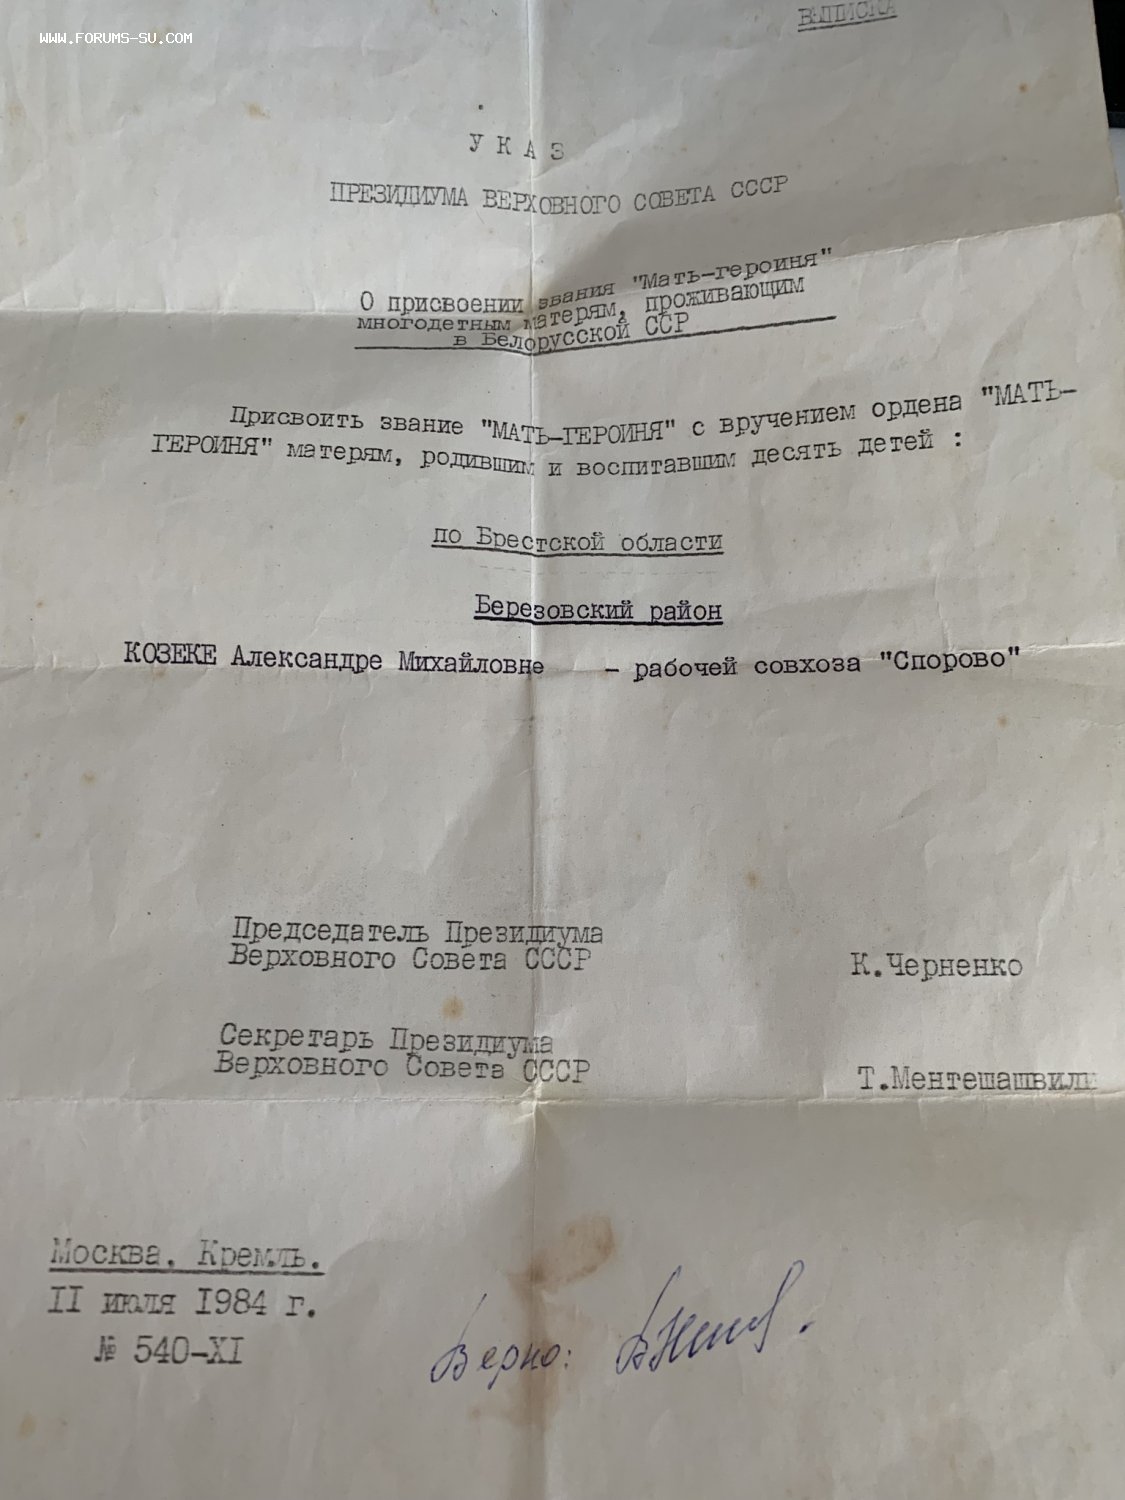 WWW.FORUMS-SU.COM
ВЫПИСКА
УКАЗ
ПРЕЗИДИУМА ВЕРХОВНОГО СОВЕТА СССР
О присвоении звания "Мать-героиня"
многодетным матерям, проживающим
в Белорусской ССР
Присвоить звание "МАТЬ-ГЕРОИНЯ" с вручением ордена "МАТЬ-
ГЕРОИНЯ" матерям, родившим и воспитавшим десять детей :
по Брестской области
Березовский район
КОЗЕКЕ Александре Михайловне – рабочей совхоза "Спорово"
Председатель Президиума
Верховного Совета СССР
К.Черненко
Секретарь Президиума
Верховного Совета СССР
Т.Ментешашвили
Москва. Кремль.
II июля I984 г.
№ 540-XI
Верно: